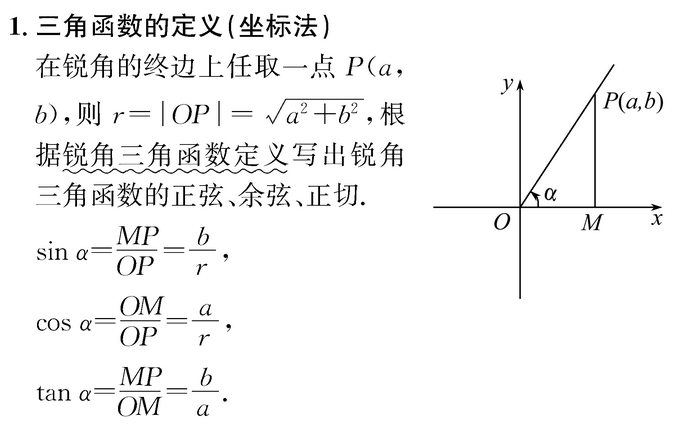 1. 三角函数的定义(坐标法)
在锐角的终边上任取一点 P(a,
b),则 r=|OP|=√(a²+b²),根
据锐角三角函数定义写出锐角
三角函数的正弦、余弦、正切.
sin α=MP/OP=b/r,
cos α=OM/OP=a/r,
tan α=MP/OM=b/a.
y
P(a,b)
α
O
M
x